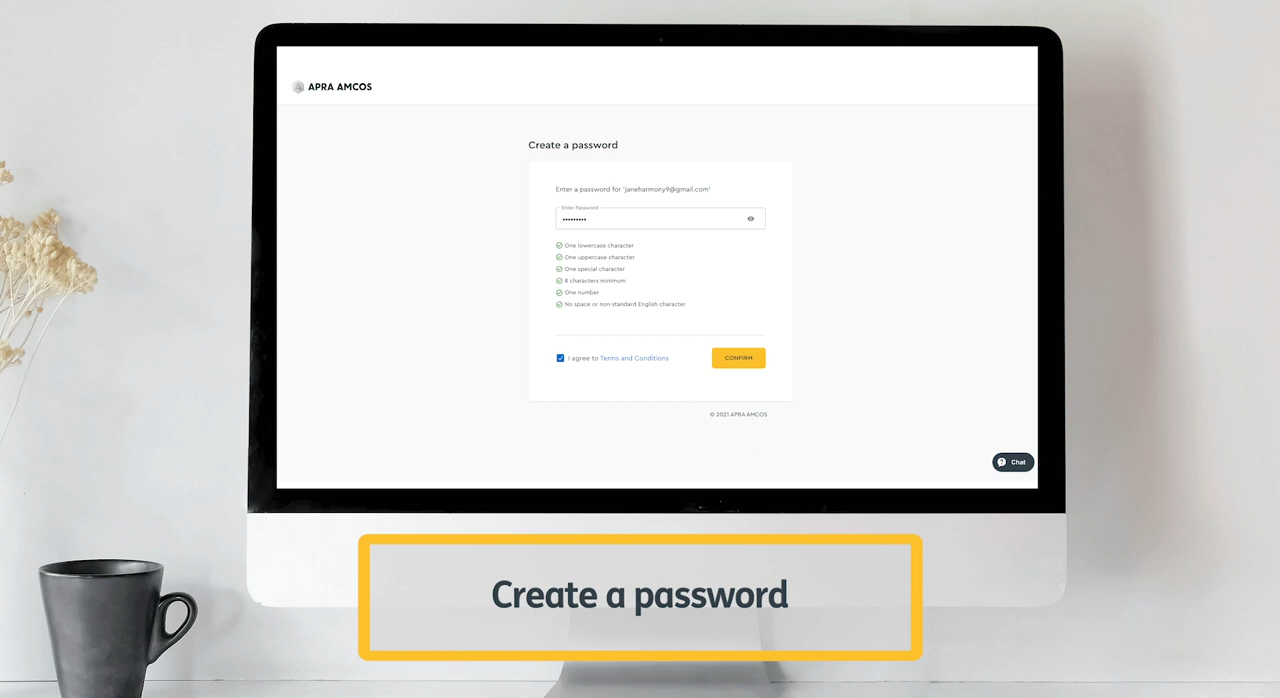 APRA AMCOS
Create a password
Enter a password for 'janeharmony9@gmail.com'
Enter Password
•••••••••
One lowercase character
One uppercase character
One special character
8 characters minimum
One number
No space or non-standard English character
I agree to Terms and Conditions
CONFIRM
© 2021 APRA AMCOS
Chat
Create a password